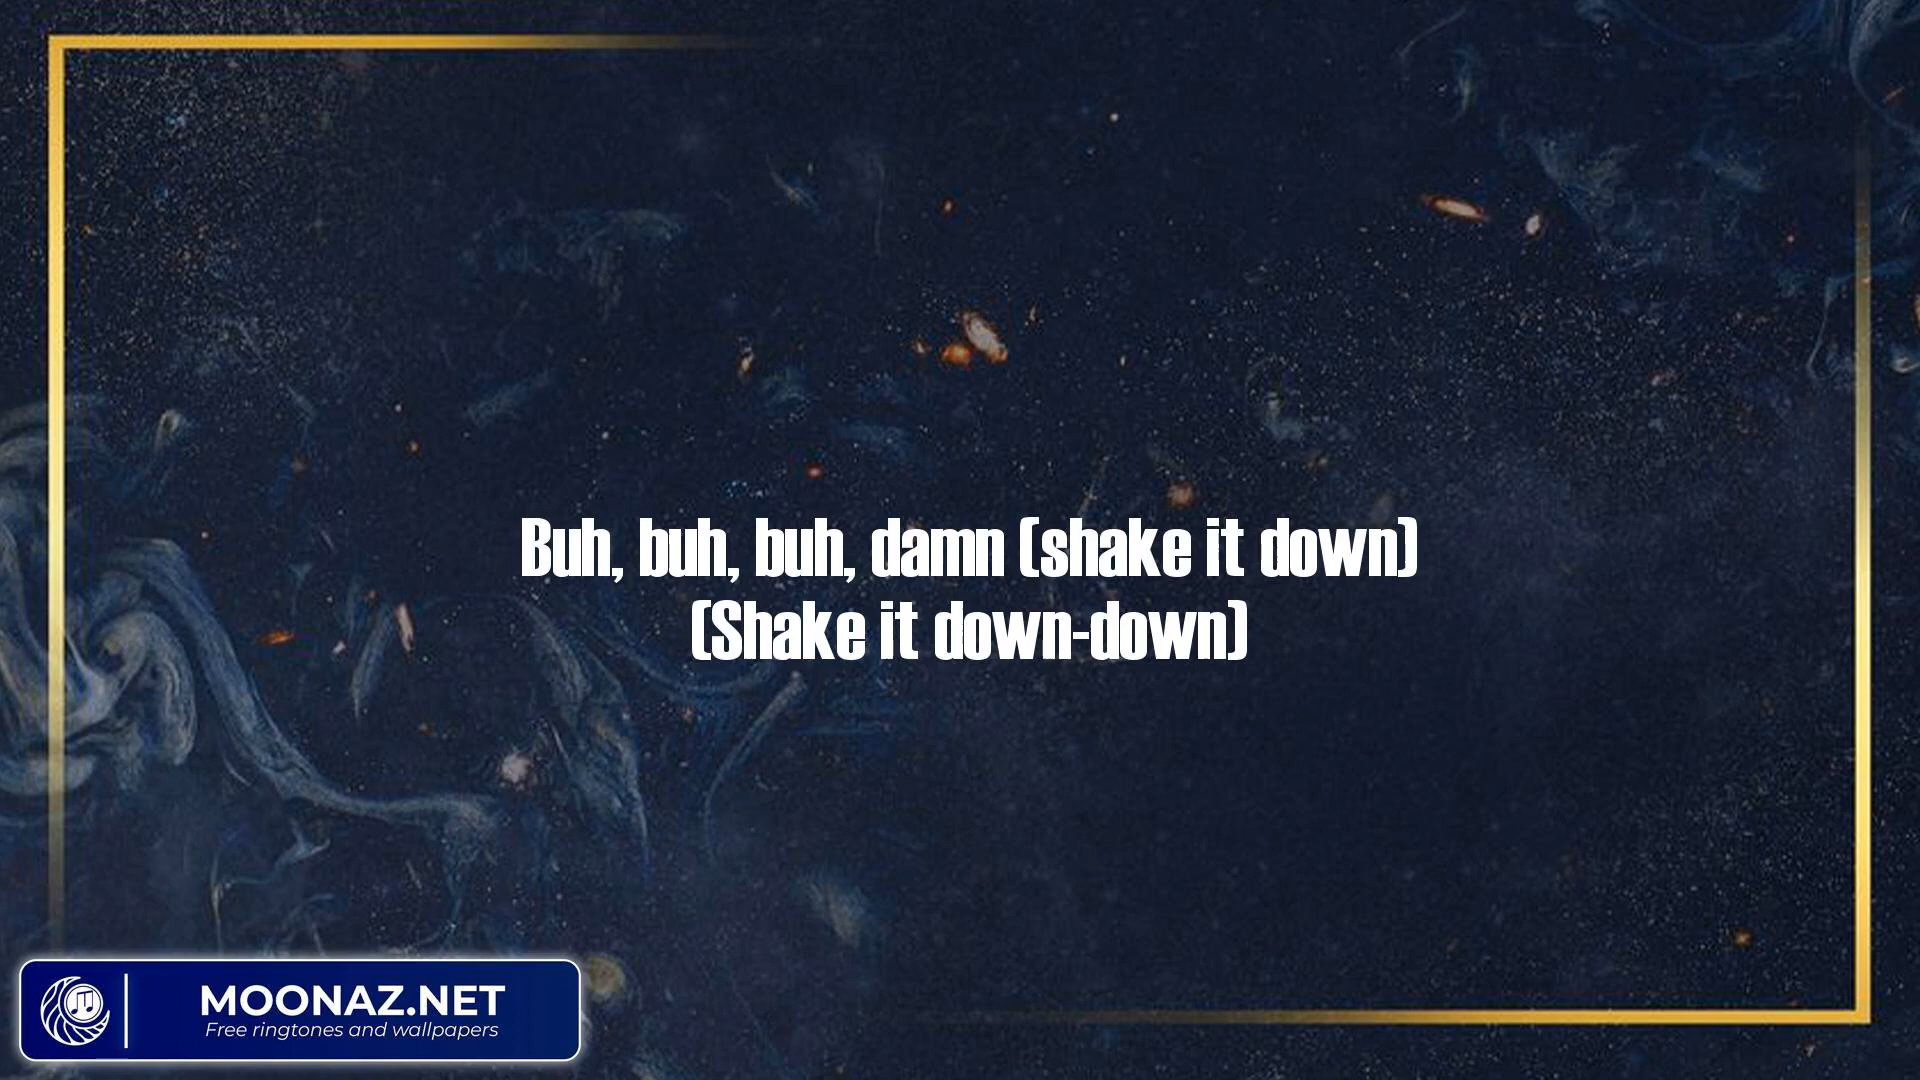 Buh, buh, buh, damn (shake it down)
(Shake it down-down)
MOONAZ.NET
Free ringtones and wallpapers